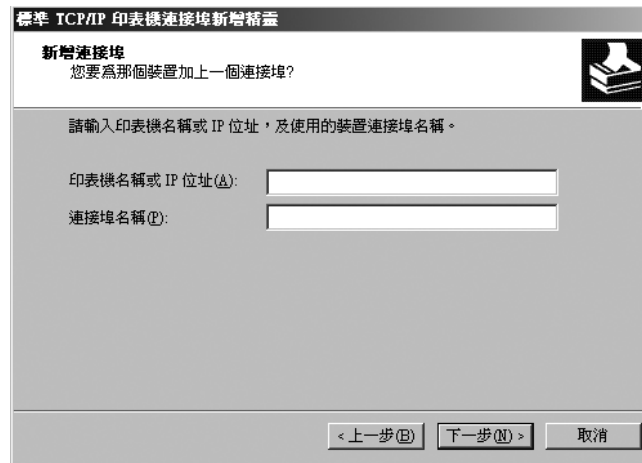 標準 TCP/IP 印表機連接埠新增精靈
新增連接埠
您要為那個裝置加上一個連接埠?
請輸入印表機名稱或 IP 位址，及使用的裝置連接埠名稱。
印表機名稱或 IP 位址(A):
連接埠名稱(P):
<上一步(B)
下一步(N)>
取消